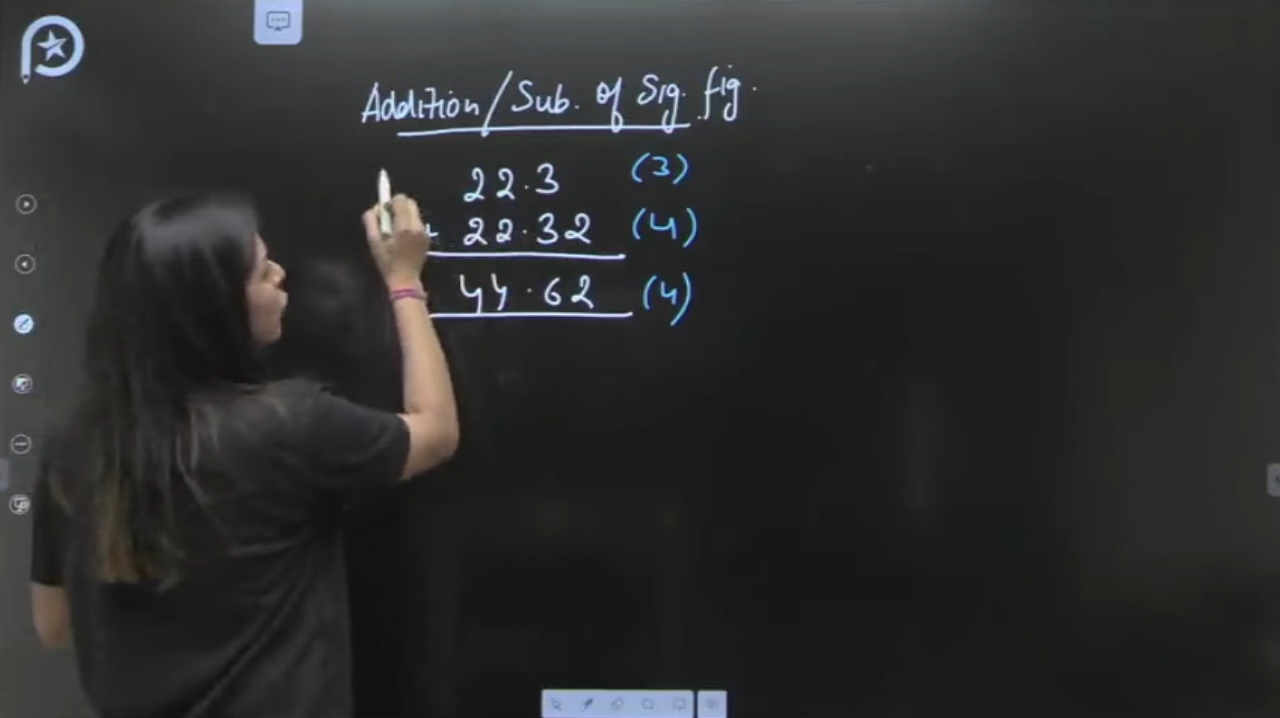 Addition/Sub. of Sig. fig.
22.3 (3)
+ 22.32 (4)
44.62 (4)